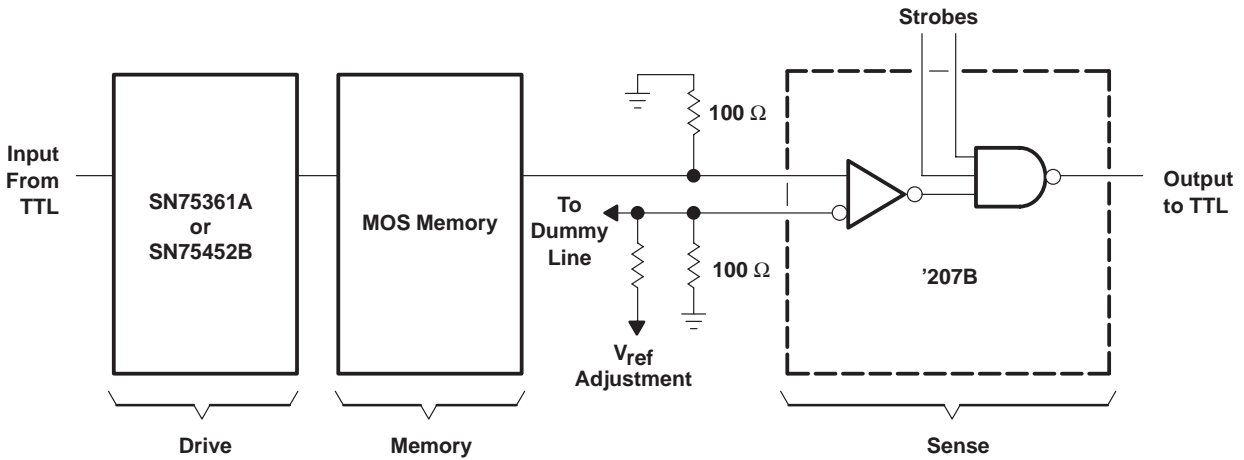 Strobes
100 Ω
Input
From
TTL
SN75361A
or
SN75452B
MOS Memory
To
Dummy
Line
100 Ω
'207B
Output
to TTL
Vref
Adjustment
Drive
Memory
Sense